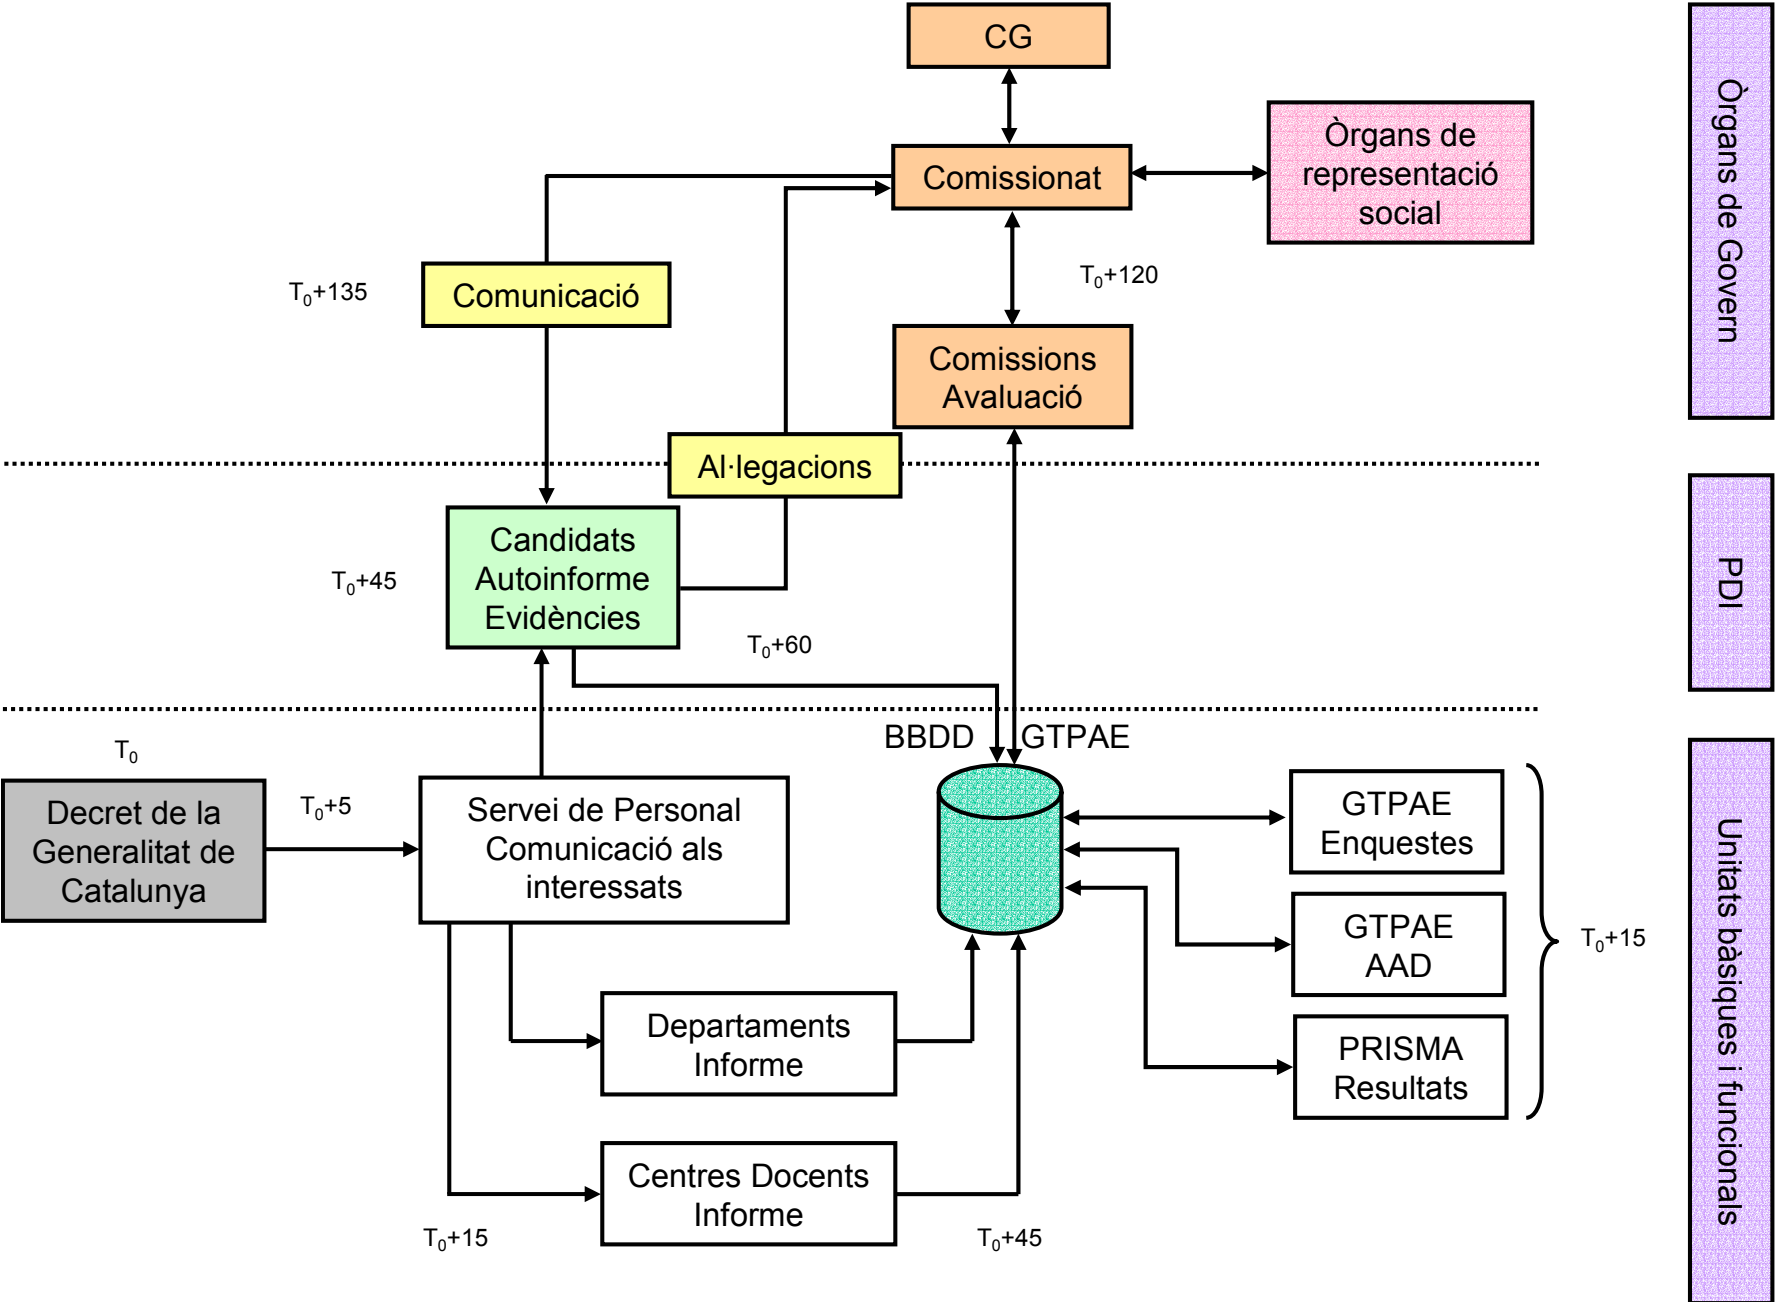 CG
Òrgans de
representació
social
Comissionat
T₀+135
Comunicació
T₀+120
Comissions
Avaluació
Òrgans de Govern
Al·legacions
Candidats
Autoinforme
Evidències
T₀+45
T₀+60
PDI
BBDD
GTPAE
T₀
Decret de la
Generalitat de
Catalunya
T₀+5
Servei de Personal
Comunicació als
interessats
GTPAE
Enquestes
GTPAE
AAD
PRISMA
Resultats
T₀+15
Departaments
Informe
Centres Docents
Informe
T₀+15
T₀+45
Unitats bàsiques i funcionals